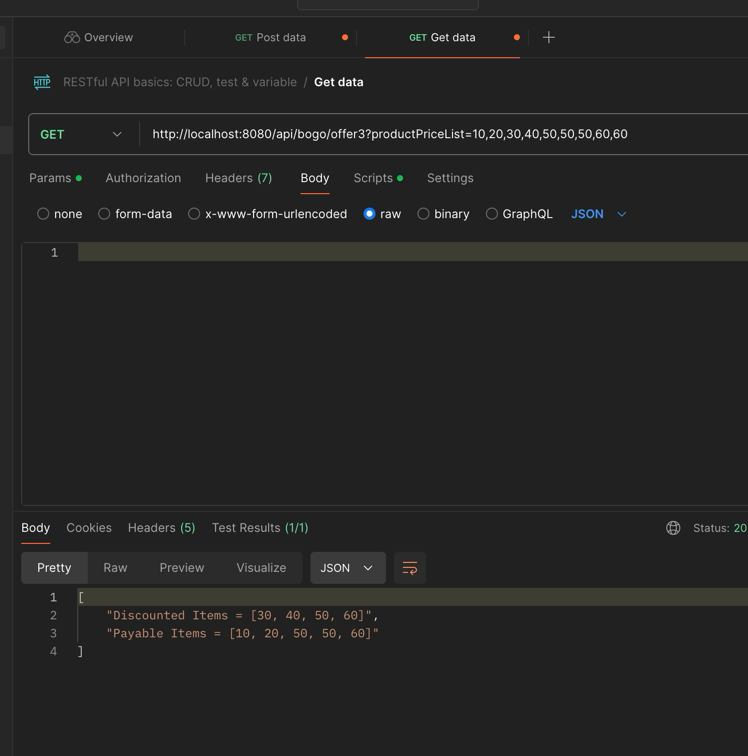 Overview GET Post data GET Get data
HTTP RESTful API basics: CRUD, test & variable / Get data
GET http://localhost:8080/api/bogo/offer3?productPriceList=10,20,30,40,50,50,50,60,60
Params Authorization Headers (7) Body Scripts Settings
none form-data x-www-form-urlencoded raw binary GraphQL JSON
1
Body Cookies Headers (5) Test Results (1/1) Status: 20
Pretty Raw Preview Visualize JSON
1 [
2 "Discounted Items = [30, 40, 50, 60]",
3 "Payable Items = [10, 20, 50, 50, 60]"
4 ]